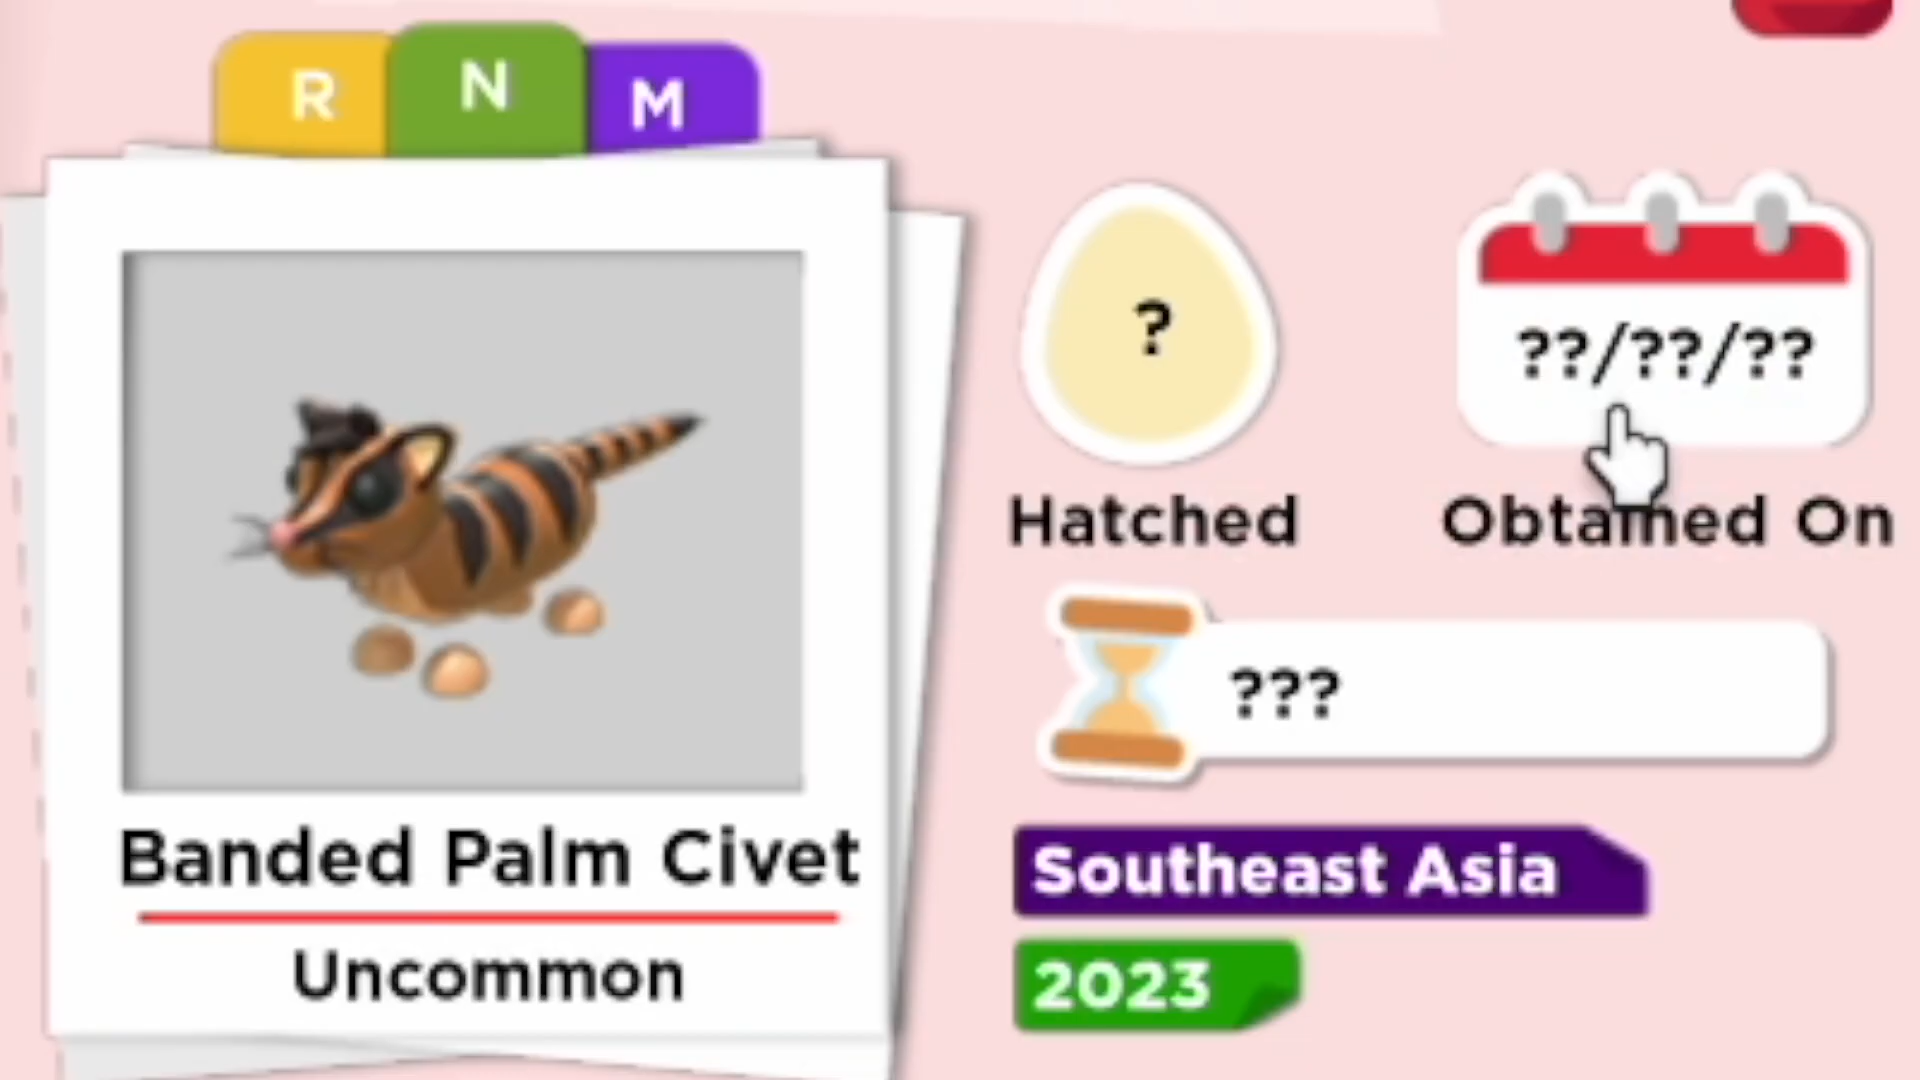 R N M
?
??/??/??
Hatched
Obtained On
???
Banded Palm Civet
Uncommon
Southeast Asia
2023